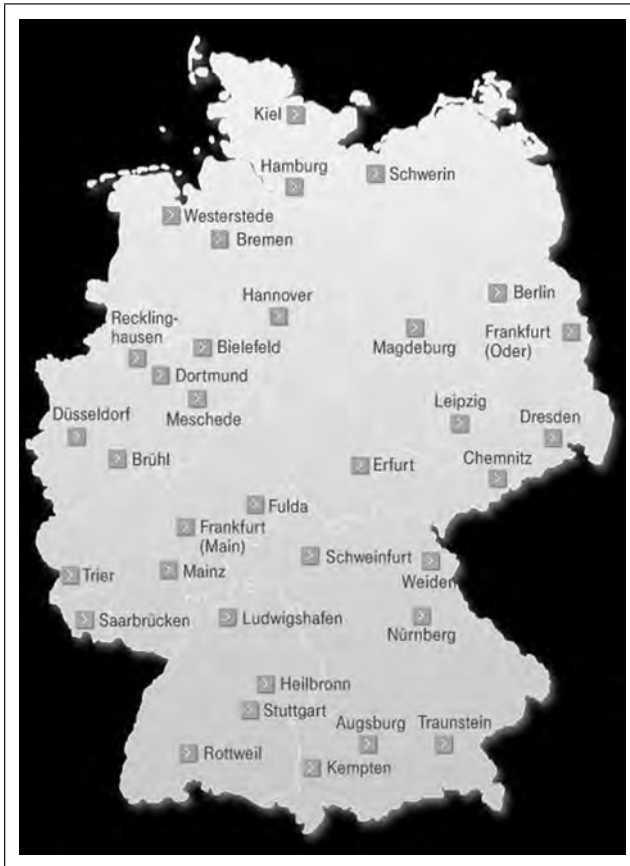 Kiel
Hamburg
Schwerin
Westerstede
Bremen
Berlin
Hannover
Reckling-
hausen
Bielefeld
Magdeburg
Frankfurt
(Oder)
Dortmund
Meschede
Düsseldorf
Leipzig
Dresden
Brühl
Erfurt
Chemnitz
Fulda
Frankfurt
(Main)
Schweinfurt
Trier
Mainz
Weiden
Saarbrücken
Ludwigshafen
Nürnberg
Heilbronn
Stuttgart
Augsburg
Traunstein
Rottweil
Kempten